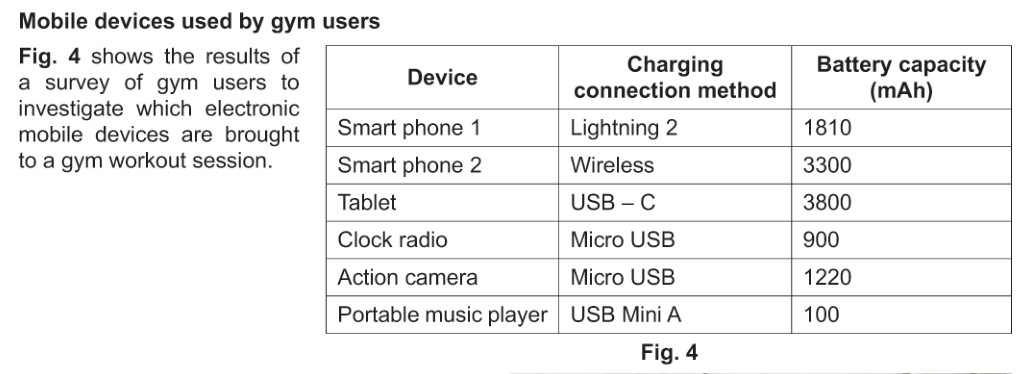 Mobile devices used by gym users
Fig. 4 shows the results of
a survey of gym users to
investigate which electronic
mobile devices are brought
to a gym workout session.
Device Charging connection method Battery capacity (mAh)
Smart phone 1 Lightning 2 1810
Smart phone 2 Wireless 3300
Tablet USB – C 3800
Clock radio Micro USB 900
Action camera Micro USB 1220
Portable music player USB Mini A 100
Fig. 4